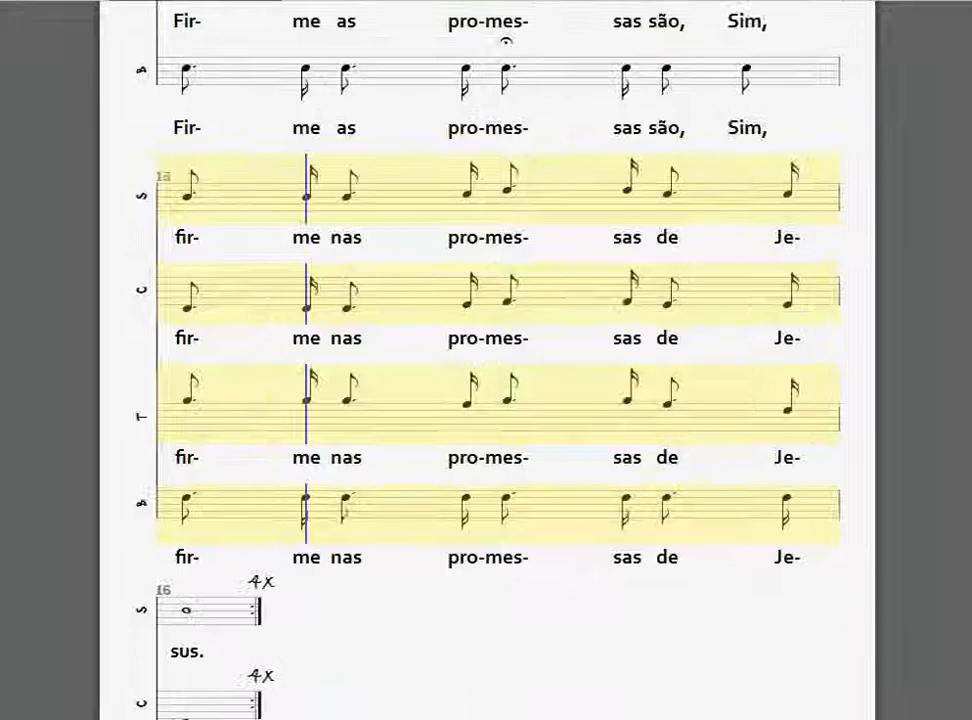 Fir- me as pro-mes- sas são, Sim,
A
Fir- me as pro-mes- sas são, Sim,
15
S
fir- me nas pro-mes- sas de Je-
C
fir- me nas pro-mes- sas de Je-
T
fir- me nas pro-mes- sas de Je-
A
fir- me nas pro-mes- sas de Je-
16 4x
S
sus.
4x
C